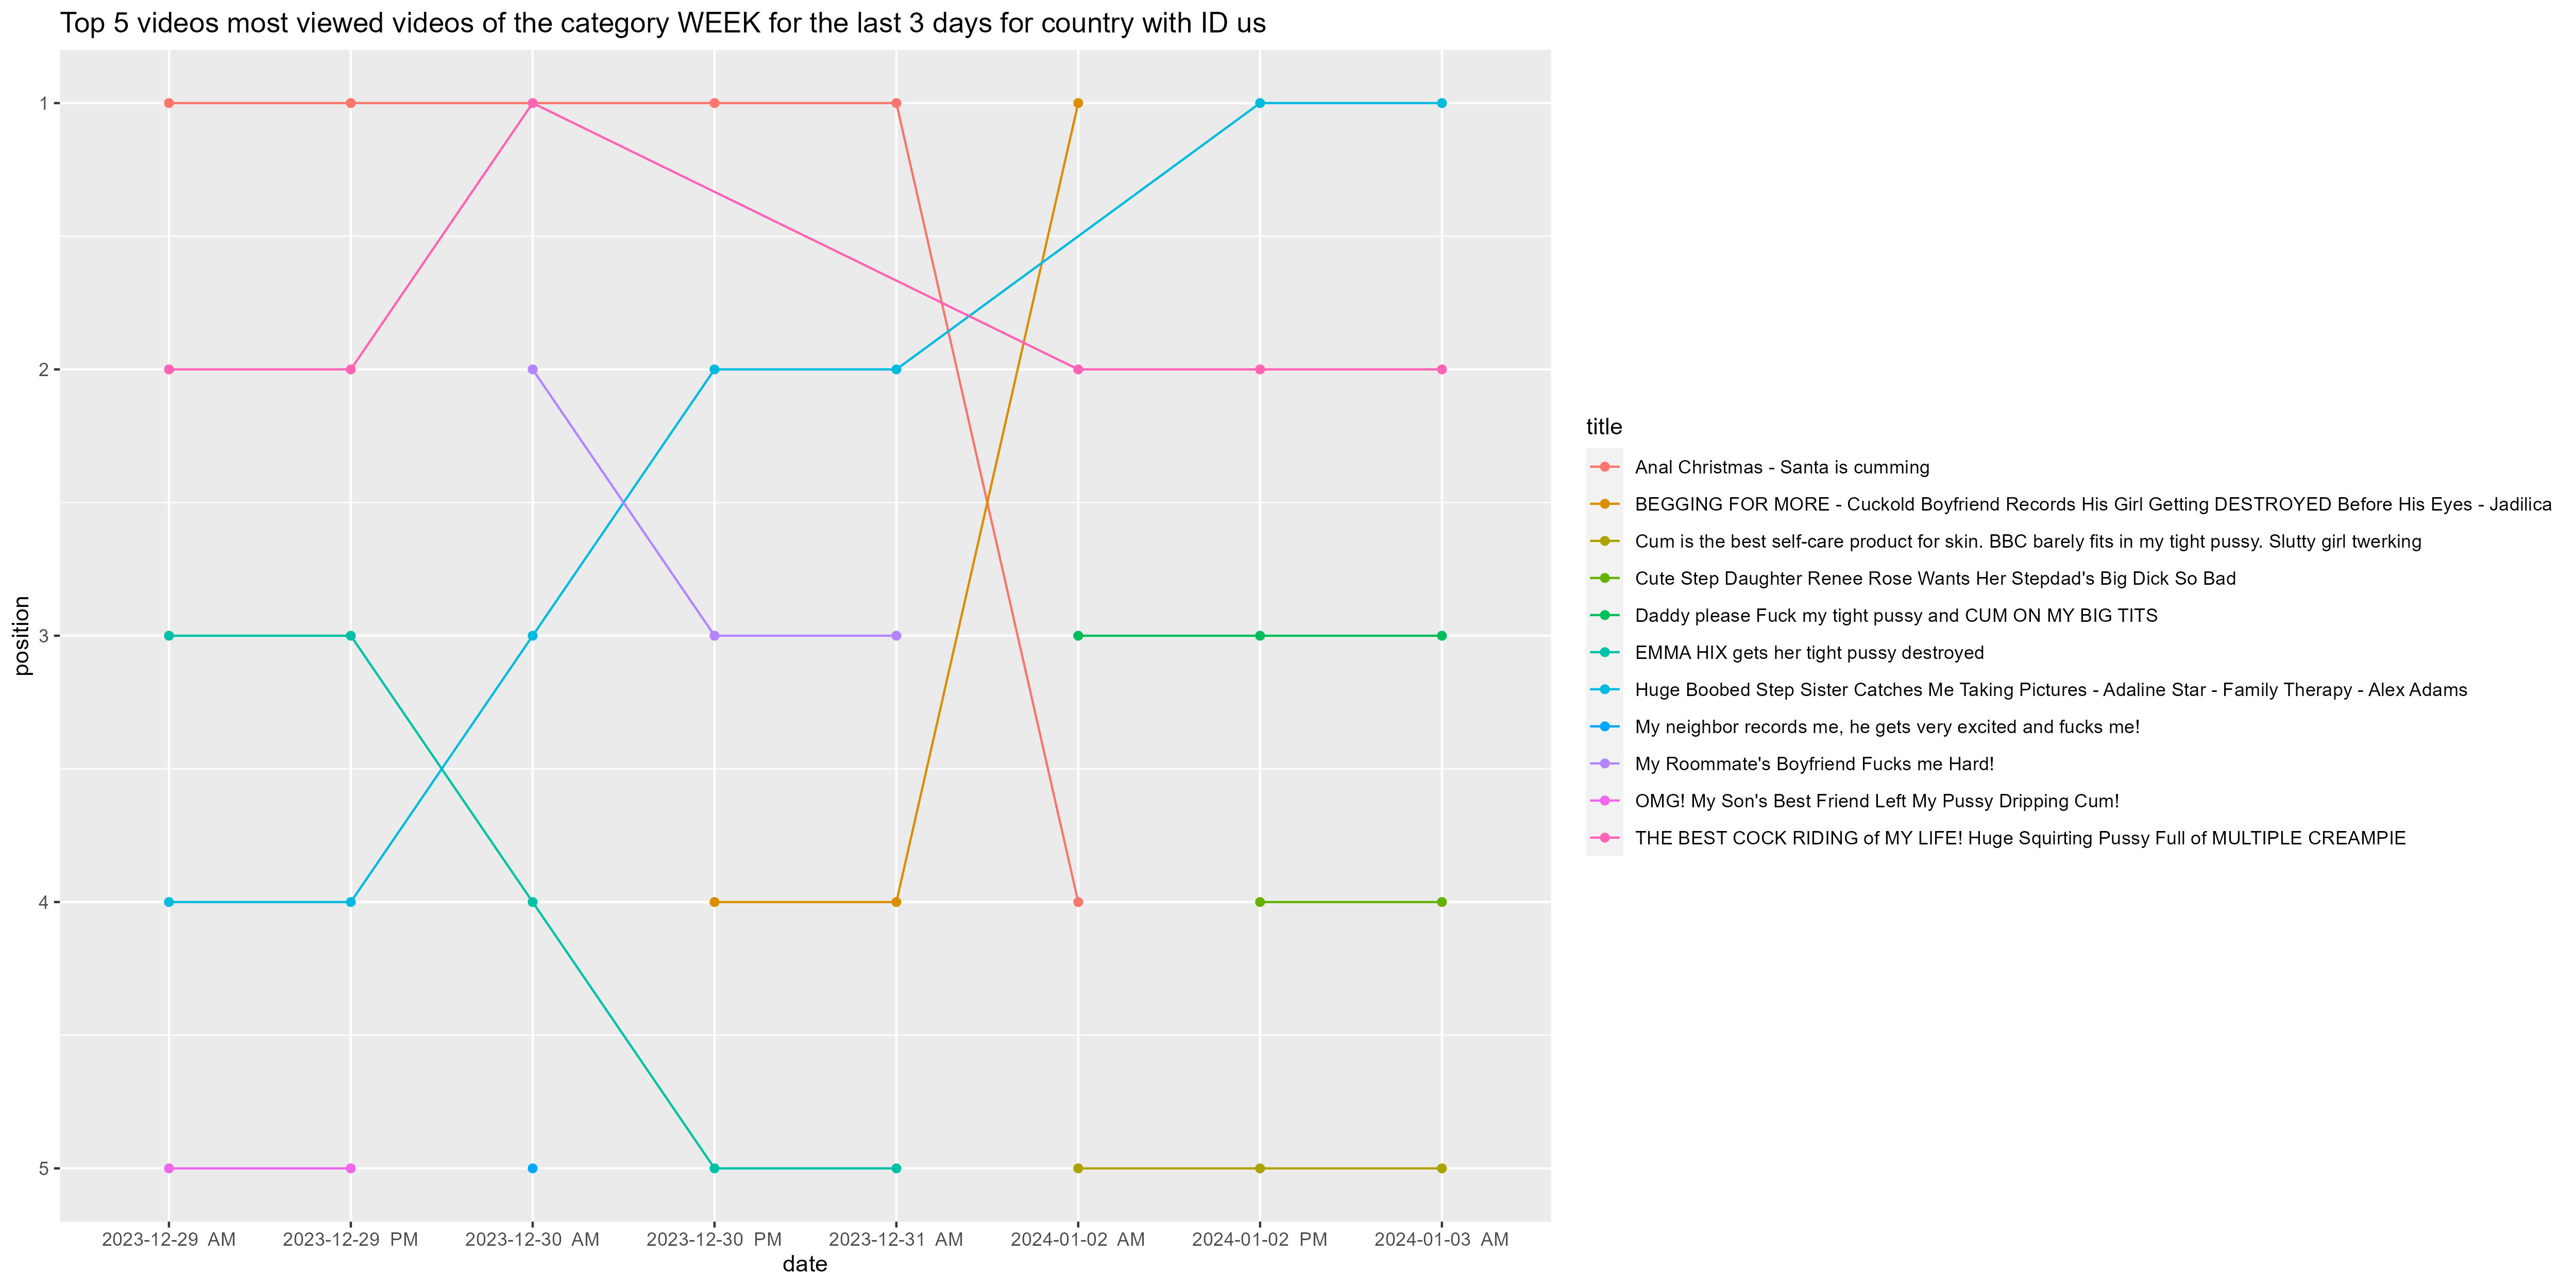 Top 5 videos most viewed videos of the category WEEK for the last 3 days for country with ID us
position
1
2
3
4
5
2023-12-29 AM
2023-12-29 PM
2023-12-30 AM
2023-12-30 PM
2023-12-31 AM
2024-01-02 AM
2024-01-02 PM
2024-01-03 AM
date
title
Anal Christmas - Santa is cumming
BEGGING FOR MORE - Cuckold Boyfriend Records His Girl Getting DESTROYED Before His Eyes - Jadilica
Cum is the best self-care product for skin. BBC barely fits in my tight pussy. Slutty girl twerking
Cute Step Daughter Renee Rose Wants Her Stepdad's Big Dick So Bad
Daddy please Fuck my tight pussy and CUM ON MY BIG TITS
EMMA HIX gets her tight pussy destroyed
Huge Boobed Step Sister Catches Me Taking Pictures - Adaline Star - Family Therapy - Alex Adams
My neighbor records me, he gets very excited and fucks me!
My Roommate's Boyfriend Fucks me Hard!
OMG! My Son's Best Friend Left My Pussy Dripping Cum!
THE BEST COCK RIDING of MY LIFE! Huge Squirting Pussy Full of MULTIPLE CREAMPIE